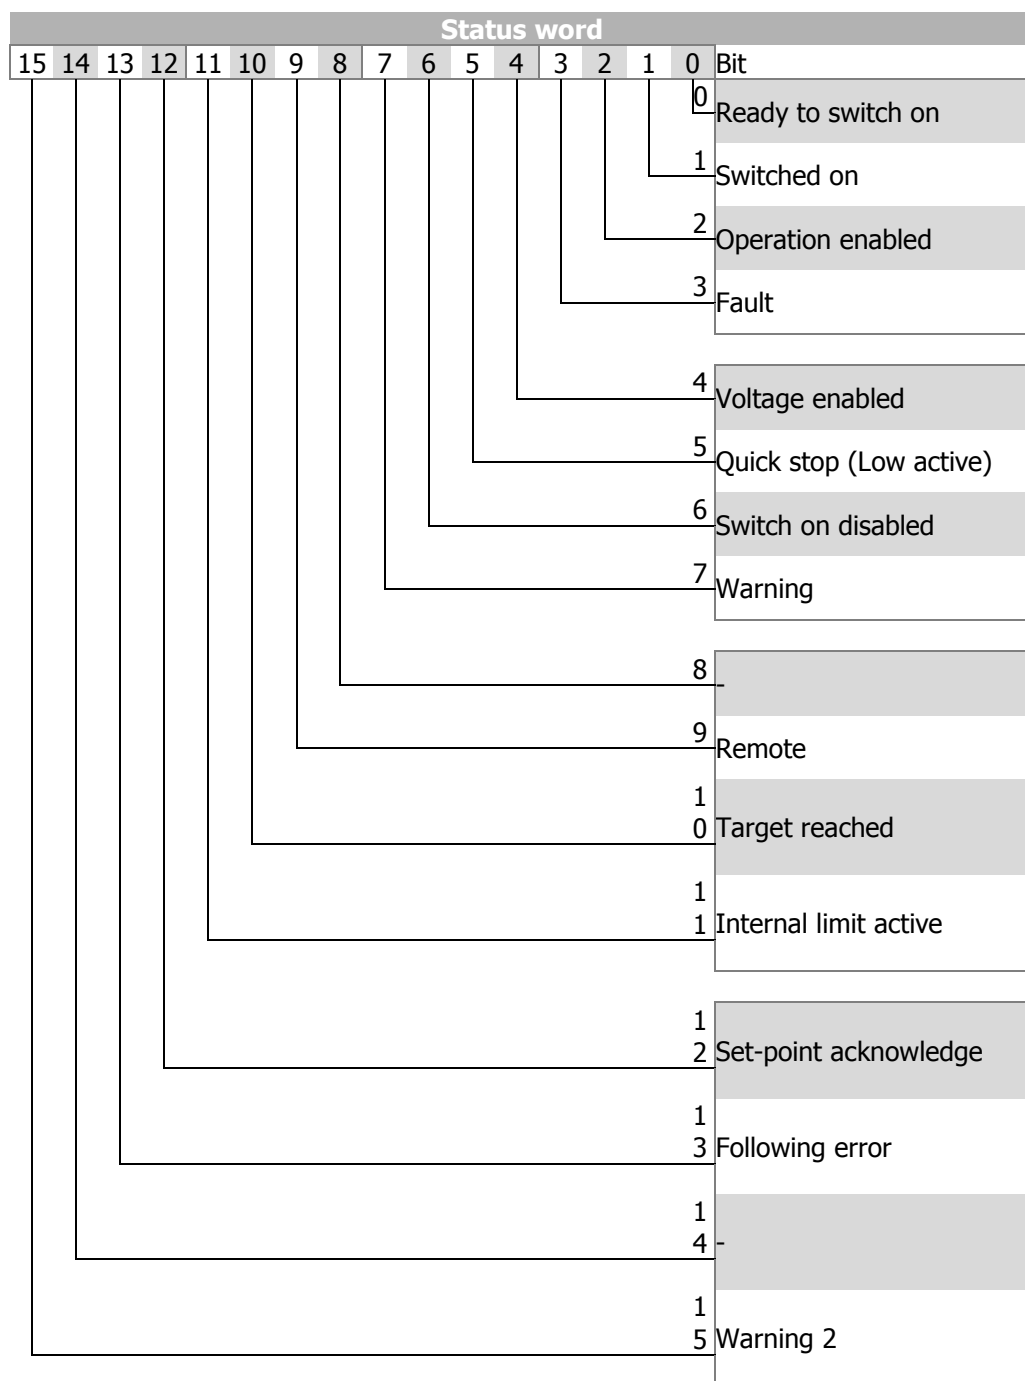 Status word
15 14 13 12 11 10 9 8 7 6 5 4 3 2 1 0 Bit
0 Ready to switch on
1 Switched on
2 Operation enabled
3 Fault
4 Voltage enabled
5 Quick stop (Low active)
6 Switch on disabled
7 Warning
8 -
9 Remote
1
0 Target reached
1
1 Internal limit active
1
2 Set-point acknowledge
1
3 Following error
1
4 -
1
5 Warning 2